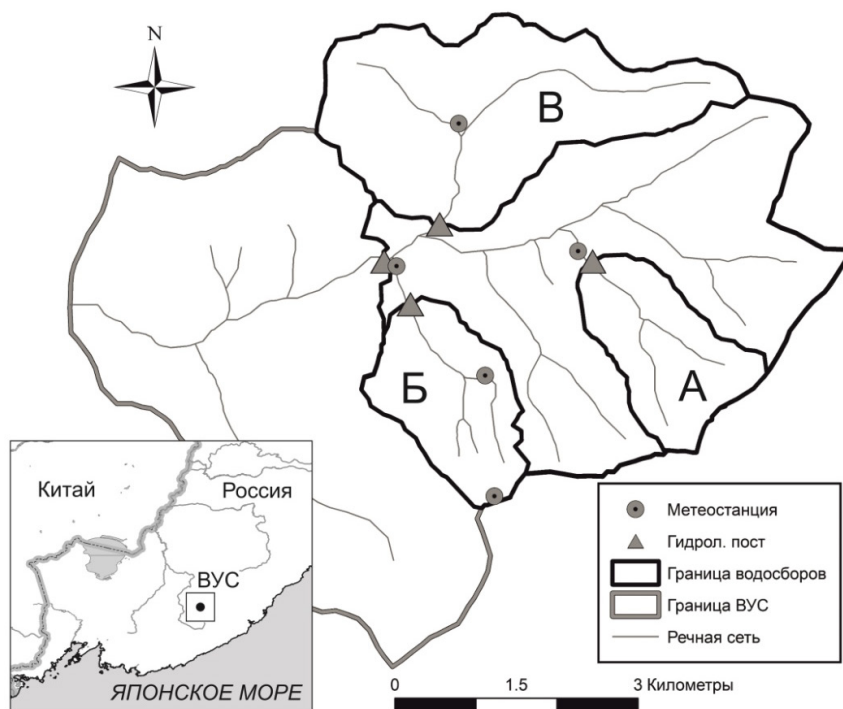 N
В
Б
А
Китай
Россия
ВУС
ЯПОНСКОЕ МОРЕ
Метеостанция
Гидрол. пост
Граница водосборов
Граница ВУС
Речная сеть
0 1.5 3 Километры